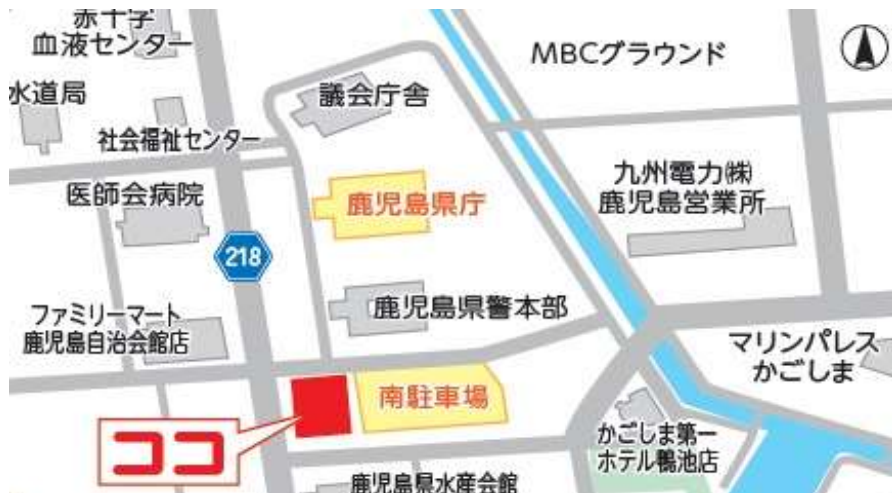 赤十字
血液センター
水道局
社会福祉センター
議会庁舎
MBCグラウンド
医師会病院
鹿児島県庁
九州電力㈱
鹿児島営業所
218
ファミリーマート
鹿児島自治会館店
鹿児島県警本部
マリンパレス
かごしま
南駐車場
ココ
かごしま第一
ホテル鴨池店
鹿児島県水産会館